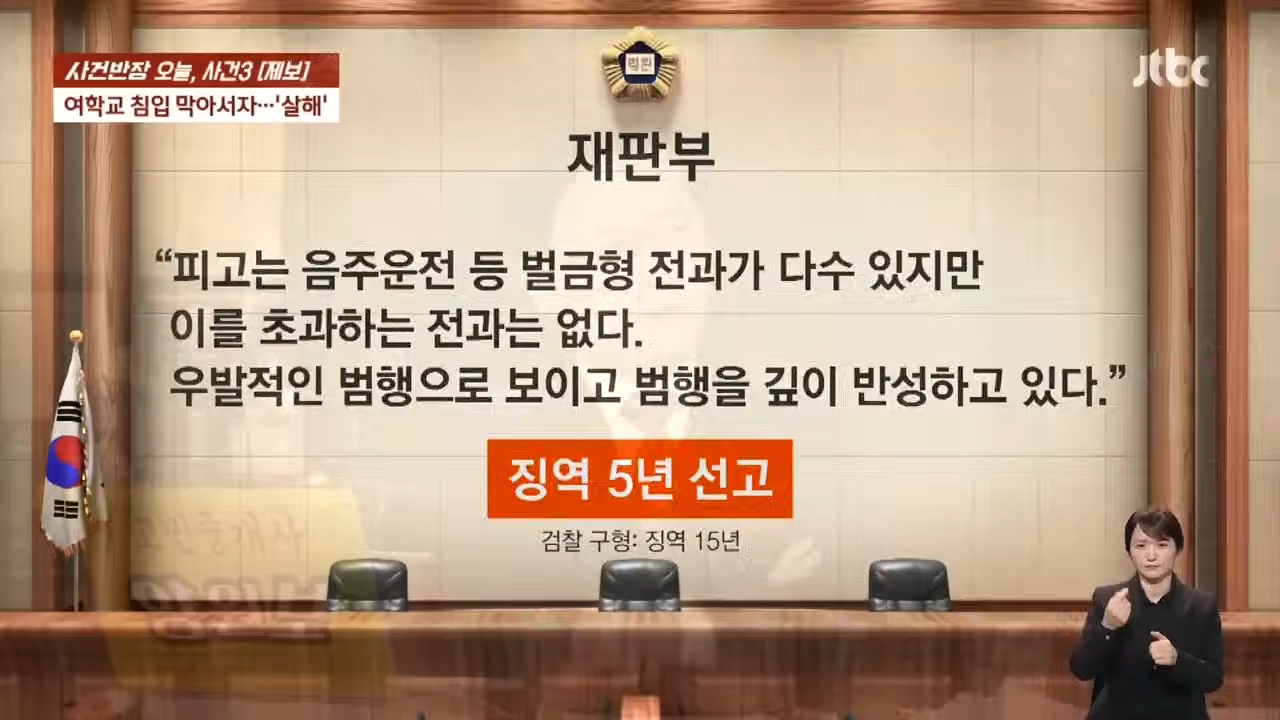 사건반장 오늘, 사건3 [제보]
여학교 침입 막아서자…'살해'
jtbc
법원
재판부
“피고는 음주운전 등 벌금형 전과가 다수 있지만
이를 초과하는 전과는 없다.
우발적인 범행으로 보이고 범행을 깊이 반성하고 있다.”
징역 5년 선고
검찰 구형: 징역 15년